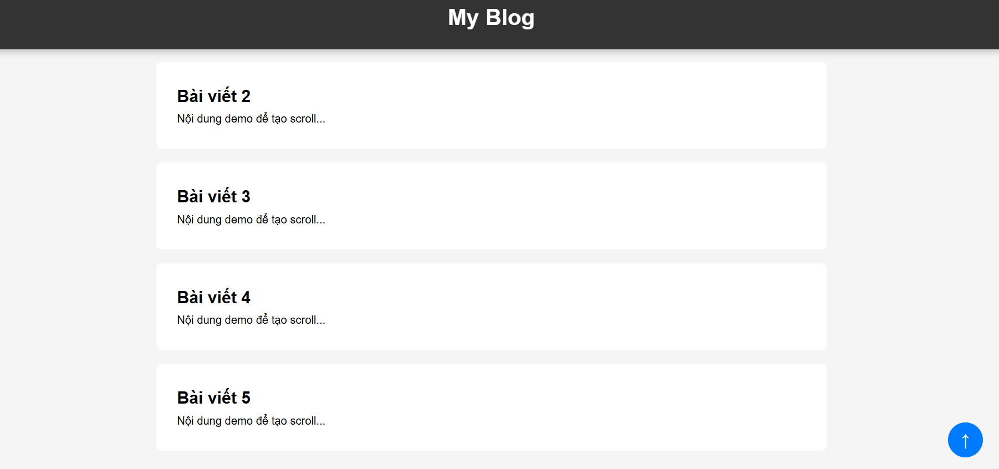 My Blog
Bài viết 2
Nội dung demo để tạo scroll...
Bài viết 3
Nội dung demo để tạo scroll...
Bài viết 4
Nội dung demo để tạo scroll...
Bài viết 5
Nội dung demo để tạo scroll...
↑